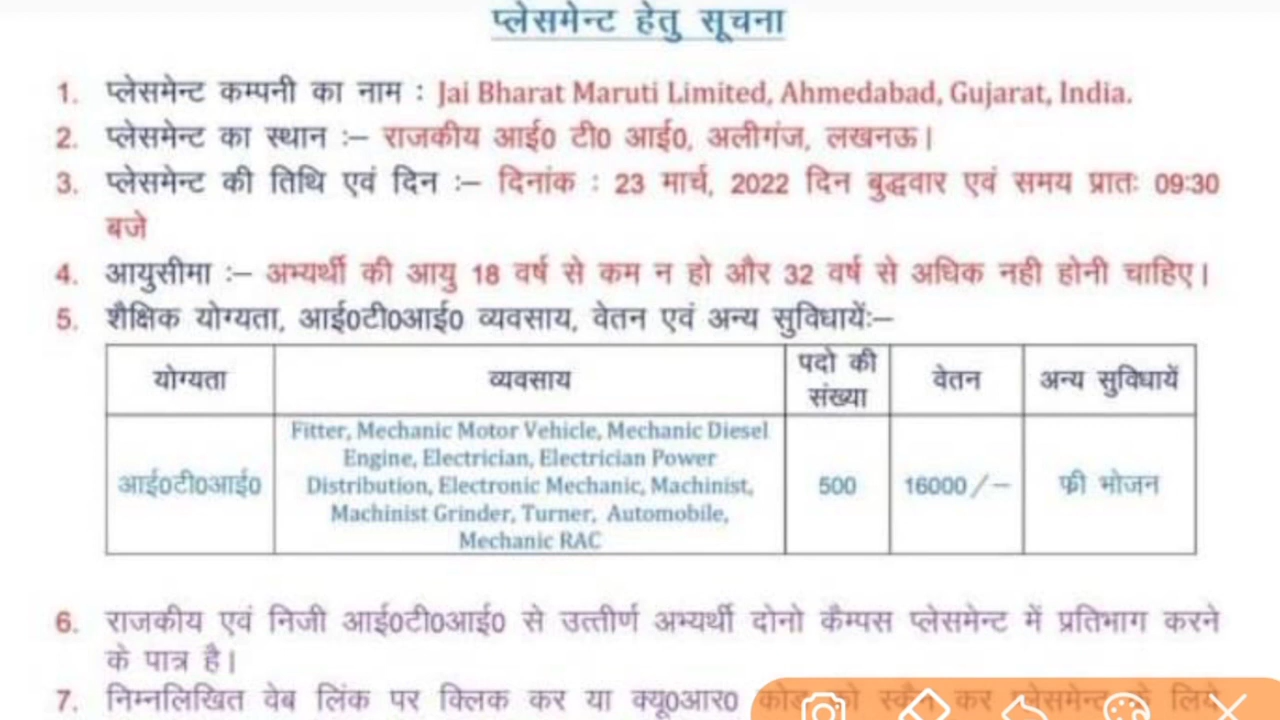 प्लेसमेन्ट हेतु सूचना
1. प्लेसमेन्ट कम्पनी का नाम : Jai Bharat Maruti Limited, Ahmedabad, Gujarat, India.
2. प्लेसमेन्ट का स्थान :– राजकीय आई0 टी0 आई0, अलीगंज, लखनऊ।
3. प्लेसमेन्ट की तिथि एवं दिन :– दिनांक : 23 मार्च, 2022 दिन बुद्धवार एवं समय प्रातः 09:30
बजे
4. आयुसीमा :– अभ्यर्थी की आयु 18 वर्ष से कम न हो और 32 वर्ष से अधिक नही होनी चाहिए।
5. शैक्षिक योग्यता, आई0टी0आई0 व्यवसाय, वेतन एवं अन्य सुविधायेंः–
योग्यता व्यवसाय पदो की संख्या वेतन अन्य सुविधायें
आई0टी0आई0
Fitter, Mechanic Motor Vehicle, Mechanic Diesel
Engine, Electrician, Electrician Power
Distribution, Electronic Mechanic, Machinist,
Machinist Grinder, Turner, Automobile,
Mechanic RAC
500 16000/– फ्री भोजन
6. राजकीय एवं निजी आई0टी0आई0 से उत्तीर्ण अभ्यर्थी दोनो कैम्पस प्लेसमेन्ट में प्रतिभाग करने
के पात्र है।
7. निम्नलिखित वेब लिंक पर क्लिक कर या क्यू0आर0 कोड को स्कैन कर प्लेसमेन्ट के लिये